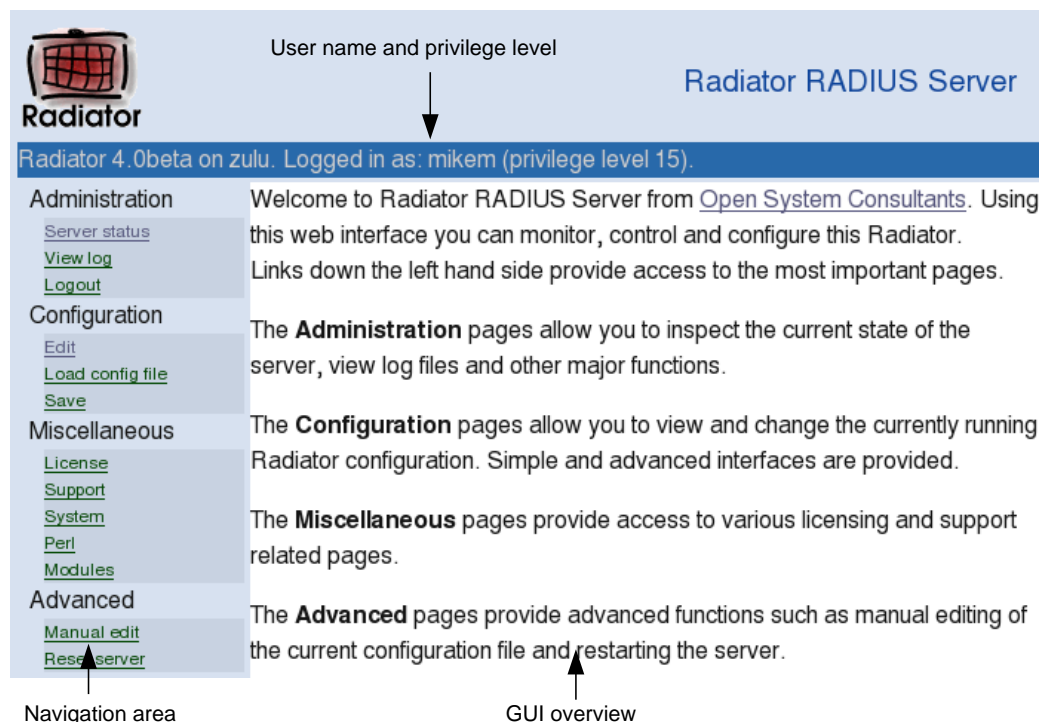 User name and privilege level
Radiator
Radiator RADIUS Server
Radiator 4.0beta on zulu. Logged in as: mikem (privilege level 15).
Administration
Server status
View log
Logout
Configuration
Edit
Load config file
Save
Miscellaneous
License
Support
System
Perl
Modules
Advanced
Manual edit
Reset server
Welcome to Radiator RADIUS Server from Open System Consultants. Using
this web interface you can monitor, control and configure this Radiator.
Links down the left hand side provide access to the most important pages.
The Administration pages allow you to inspect the current state of the
server, view log files and other major functions.
The Configuration pages allow you to view and change the currently running
Radiator configuration. Simple and advanced interfaces are provided.
The Miscellaneous pages provide access to various licensing and support
related pages.
The Advanced pages provide advanced functions such as manual editing of
the current configuration file and restarting the server.
Navigation area
GUI overview